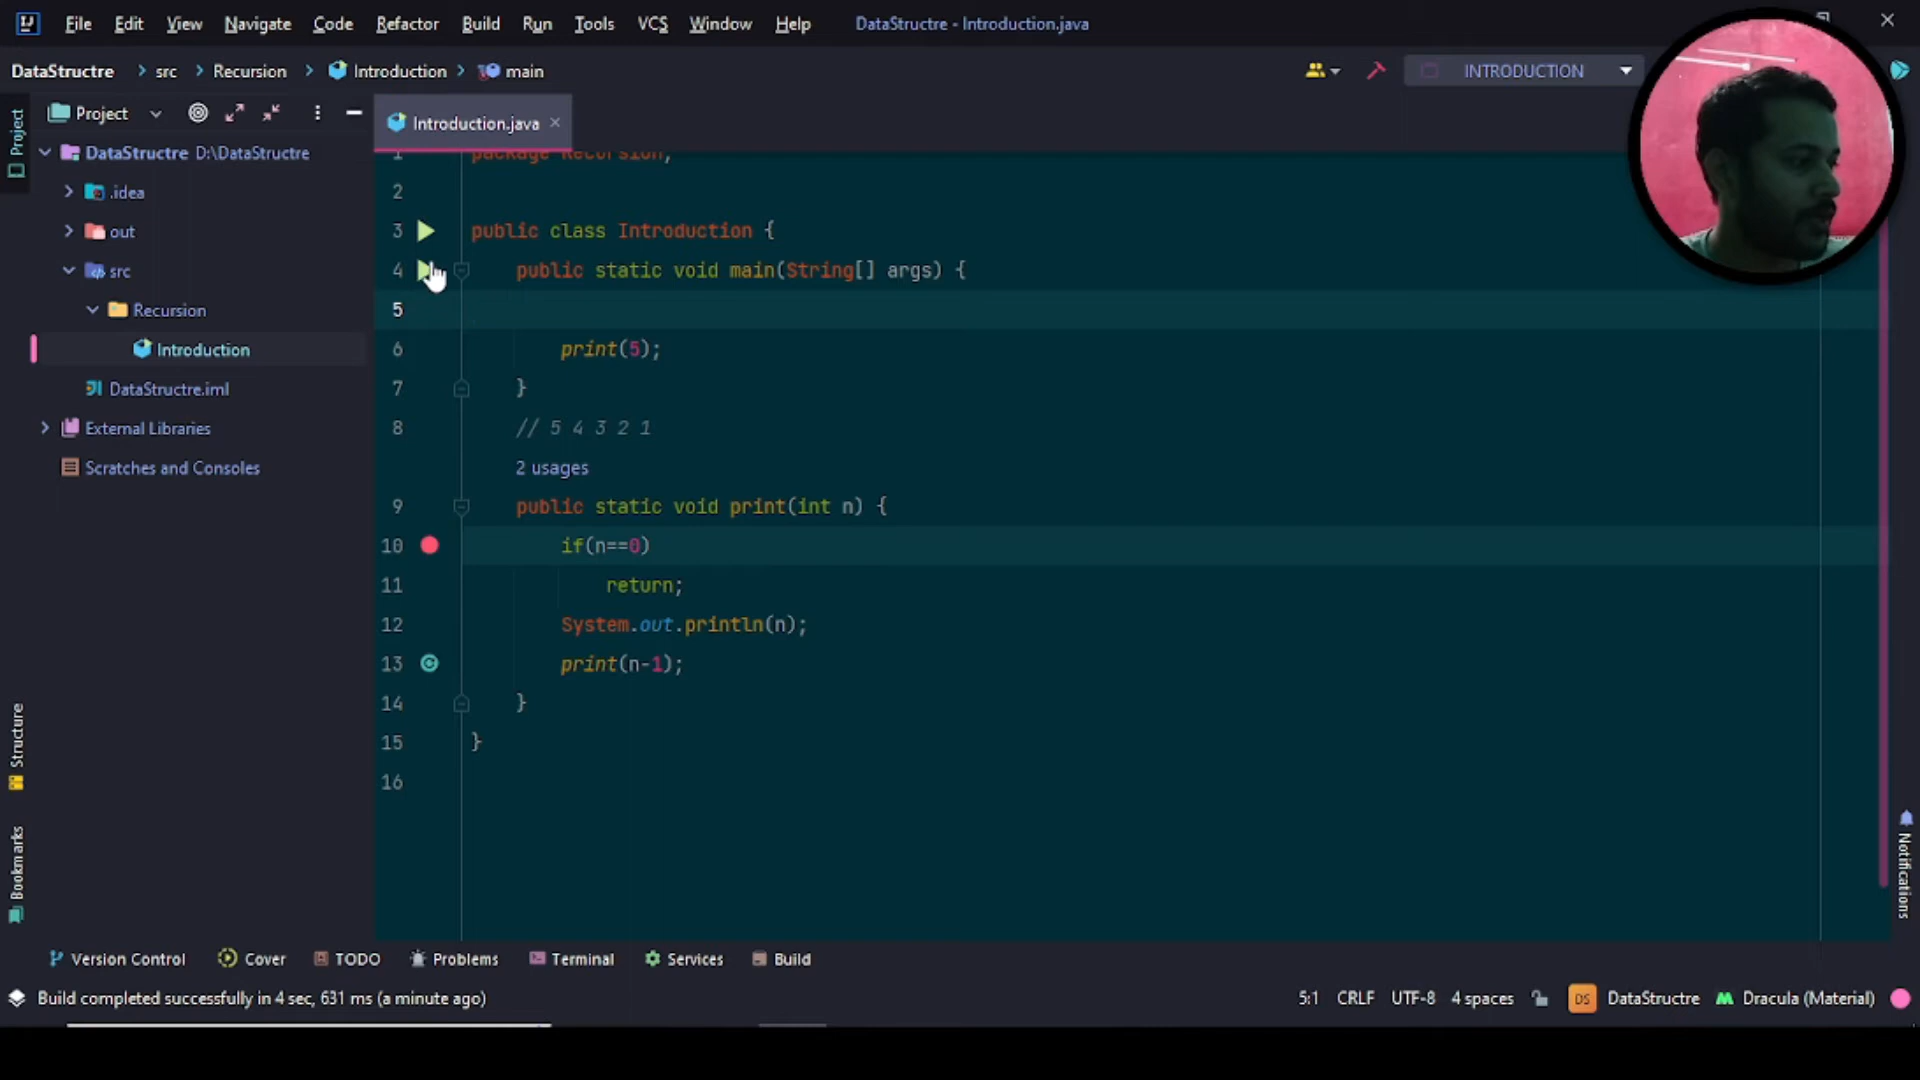 File Edit View Navigate Code Refactor Build Run Tools VCS Window Help DataStructre - Introduction.java
DataStructre src Recursion Introduction main INTRODUCTION
Project Introduction.java
Project
DataStructre D:\DataStructre
.idea
out
src
Recursion
Introduction
DataStructre.iml
External Libraries
Scratches and Consoles
1 package Recursion;
2
3 public class Introduction {
4 public static void main(String[] args) {
5
6 print(5);
7 }
8 // 5 4 3 2 1
2 usages
9 public static void print(int n) {
10 if(n==0)
11 return;
12 System.out.println(n);
13 print(n-1);
14 }
15 }
16
Structure
Bookmarks
Notifications
Version Control Cover TODO Problems Terminal Services Build
Build completed successfully in 4 sec, 631 ms (a minute ago) 5:1 CRLF UTF-8 4 spaces DS DataStructre Dracula (Material)